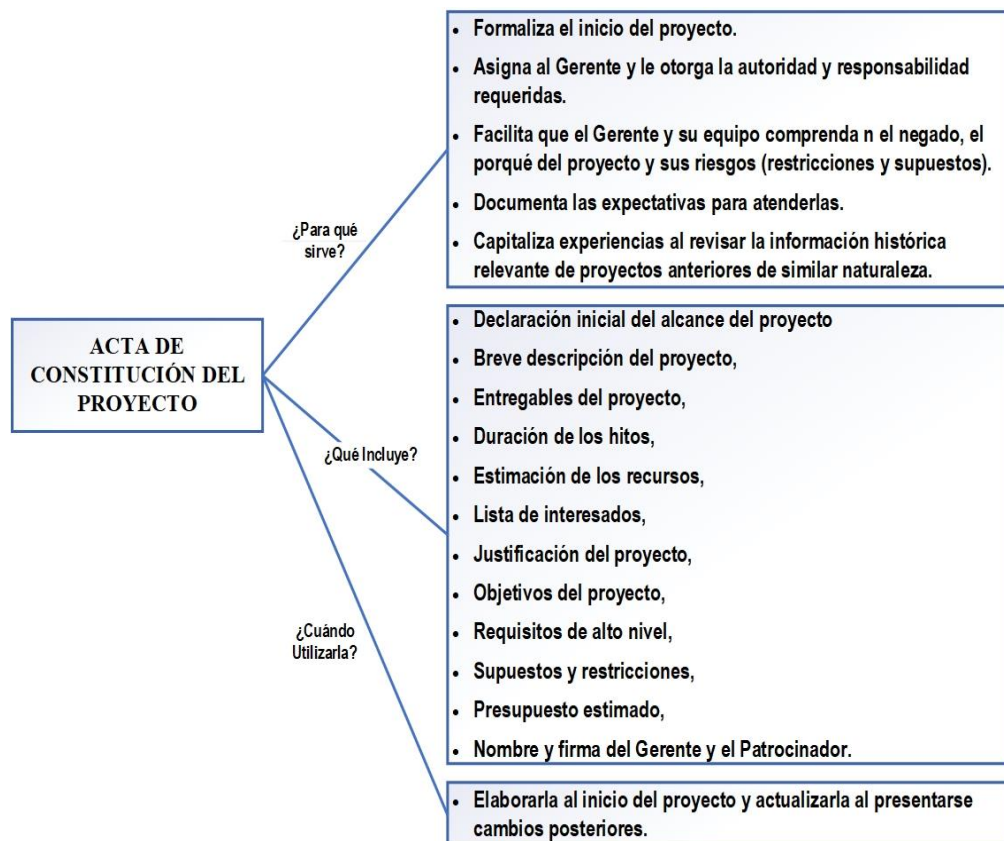 ACTA DE
CONSTITUCIÓN DEL
PROYECTO
¿Para qué
sirve?
• Formaliza el inicio del proyecto.
• Asigna al Gerente y le otorga la autoridad y responsabilidad
requeridas.
• Facilita que el Gerente y su equipo comprenda n el negado, el
porqué del proyecto y sus riesgos (restricciones y supuestos).
• Documenta las expectativas para atenderlas.
• Capitaliza experiencias al revisar la información histórica
relevante de proyectos anteriores de similar naturaleza.
¿Qué Incluye?
• Declaración inicial del alcance del proyecto
• Breve descripción del proyecto,
• Entregables del proyecto,
• Duración de los hitos,
• Estimación de los recursos,
• Lista de interesados,
• Justificación del proyecto,
• Objetivos del proyecto,
• Requisitos de alto nivel,
• Supuestos y restricciones,
• Presupuesto estimado,
• Nombre y firma del Gerente y el Patrocinador.
¿Cuándo
Utilizarla?
• Elaborarla al inicio del proyecto y actualizarla al presentarse
cambios posteriores.